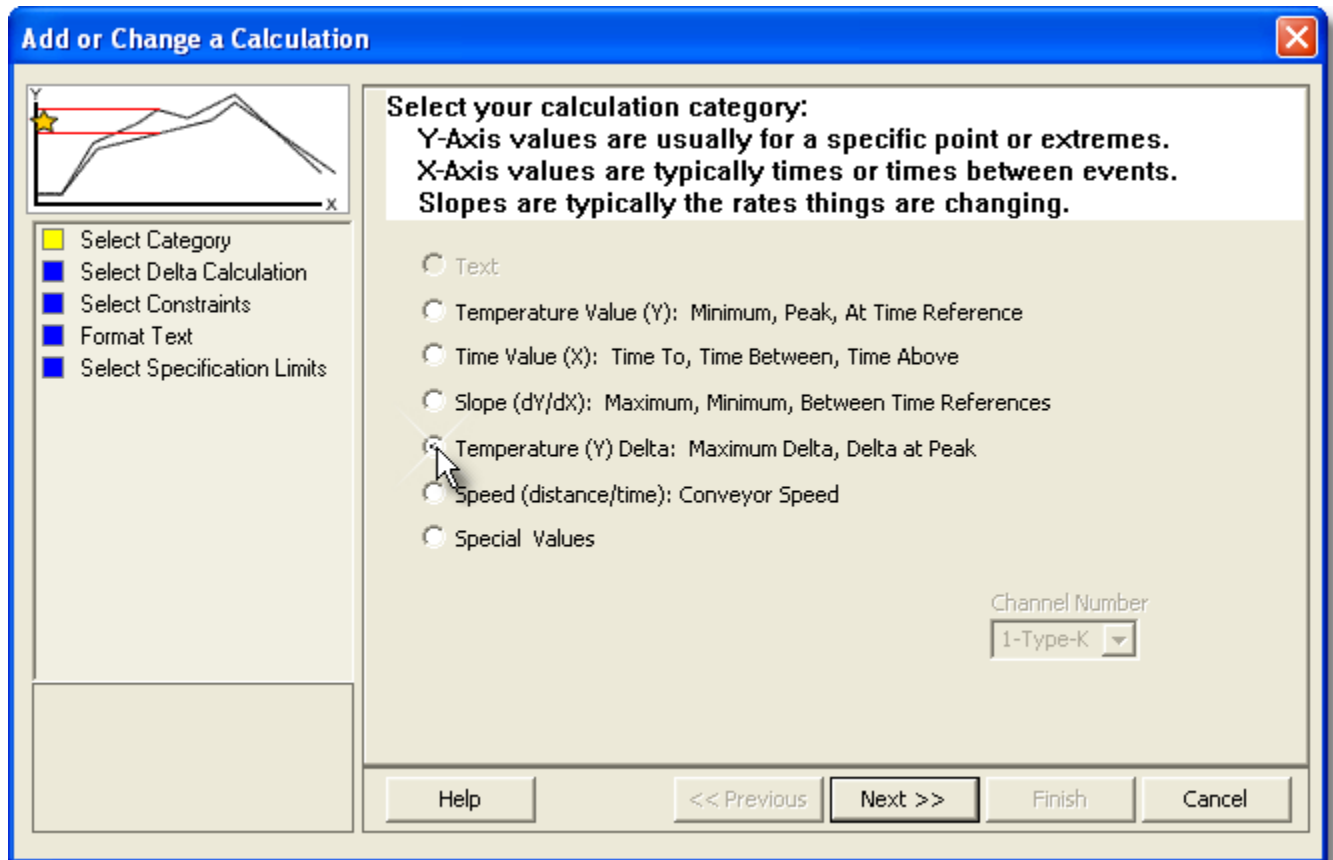 Add or Change a Calculation
Y
X
Select Category
Select Delta Calculation
Select Constraints
Format Text
Select Specification Limits
Select your calculation category:
Y-Axis values are usually for a specific point or extremes.
X-Axis values are typically times or times between events.
Slopes are typically the rates things are changing.
Text
Temperature Value (Y): Minimum, Peak, At Time Reference
Time Value (X): Time To, Time Between, Time Above
Slope (dY/dX): Maximum, Minimum, Between Time References
Temperature (Y) Delta: Maximum Delta, Delta at Peak
Speed (distance/time): Conveyor Speed
Special Values
Channel Number
1-Type-K
Help
<< Previous
Next >>
Finish
Cancel